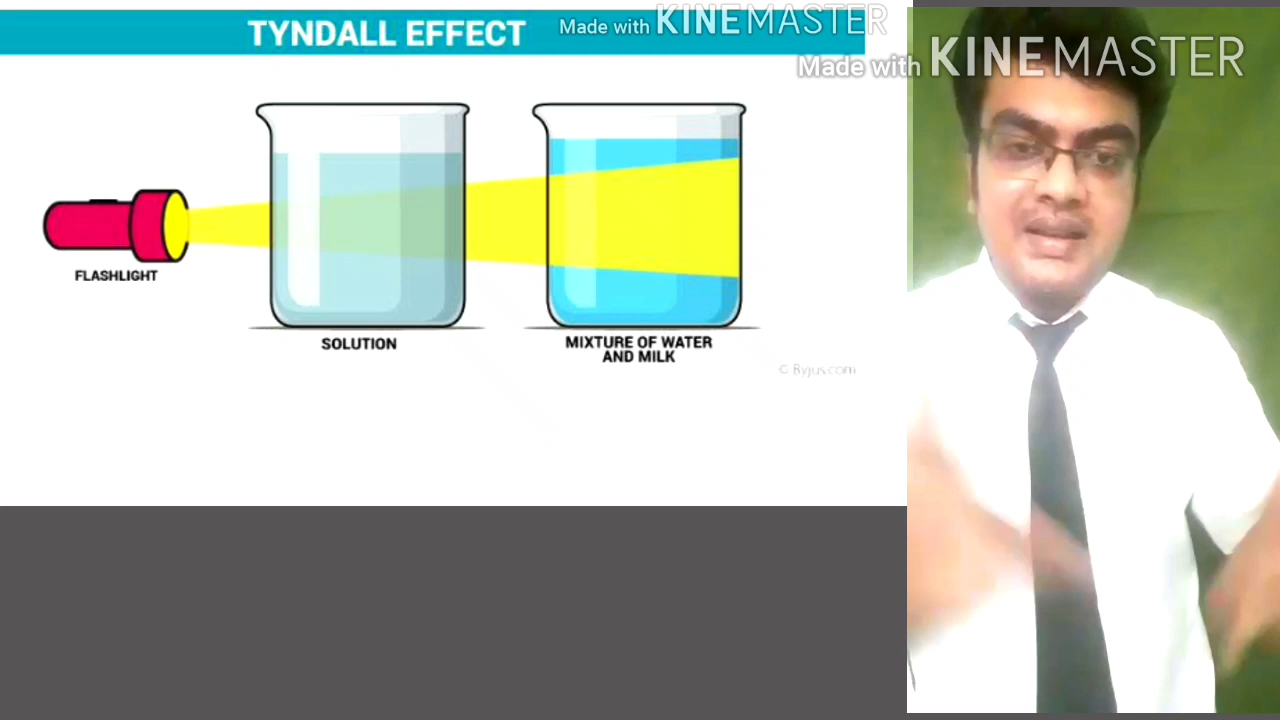 TYNDALL EFFECT
Made with KINEMASTER
Made with KINEMASTER
FLASHLIGHT
SOLUTION
MIXTURE OF WATER
AND MILK
© Byjus.com